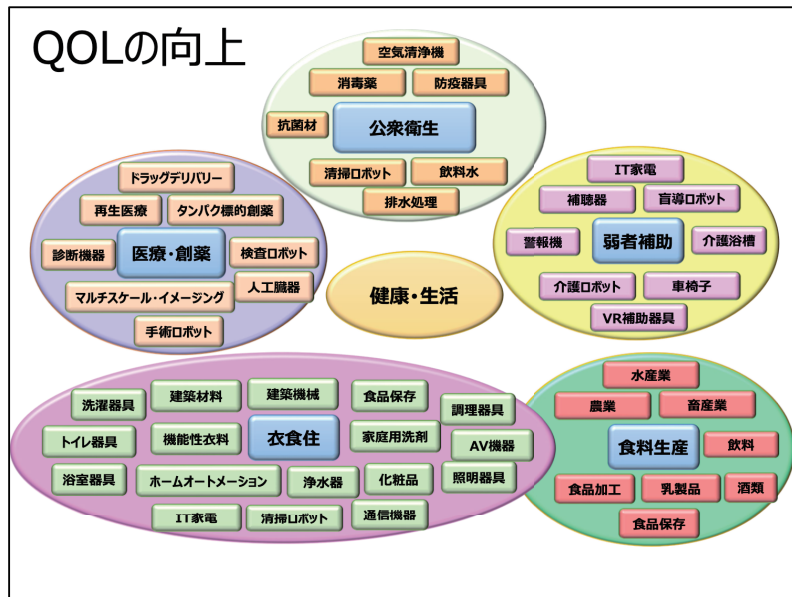 QOLの向上
空気清浄機
消毒薬
防疫器具
抗菌材
公衆衛生
清掃ロボット
飲料水
排水処理
ドラッグデリバリー
再生医療
タンパク標的創薬
診断機器
医療・創薬
検査ロボット
マルチスケール・イメージング
人工臓器
手術ロボット
健康・生活
IT家電
補聴器
盲導ロボット
警報機
弱者補助
介護浴槽
介護ロボット
車椅子
VR補助器具
洗濯器具
建築材料
建築機械
食品保存
調理器具
トイレ器具
機能性衣料
衣食住
家庭用洗剤
AV機器
浴室器具
ホームオートメーション
浄水器
化粧品
照明器具
IT家電
清掃ロボット
通信機器
水産業
農業
畜産業
食料生産
飲料
食品加工
乳製品
酒類
食品保存